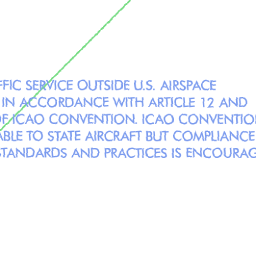 FFIC SERVICE OUTSIDE U.S. AIRSPACE
IN ACCORDANCE WITH ARTICLE 12 AND
OF ICAO CONVENTION. ICAO CONVENTIO
ABLE TO STATE AIRCRAFT BUT COMPLIANCE
STANDARDS AND PRACTICES IS ENCOURAG